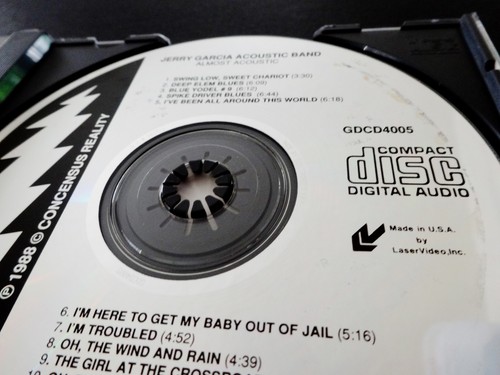 JERRY GARCIA ACOUSTIC BAND
ALMOST ACOUSTIC
1. SWING LOW, SWEET CHARIOT (3:30)
2. DEEP ELEM BLUES (6:09)
3. BLUE YODEL # 9 (6:12)
4. SPIKE DRIVER BLUES (6:44)
5. I'VE BEEN ALL AROUND THIS WORLD (6:18)
GDCD4005
COMPACT
disc
DIGITAL AUDIO
Made in U.S.A.
by
LaserVideo, Inc.
℗ 1988 © CONCENSUS REALITY
6. I'M HERE TO GET MY BABY OUT OF JAIL (5:16)
7. I'M TROUBLED (4:52)
8. OH, THE WIND AND RAIN (4:39)
9. THE GIRL AT THE
10.